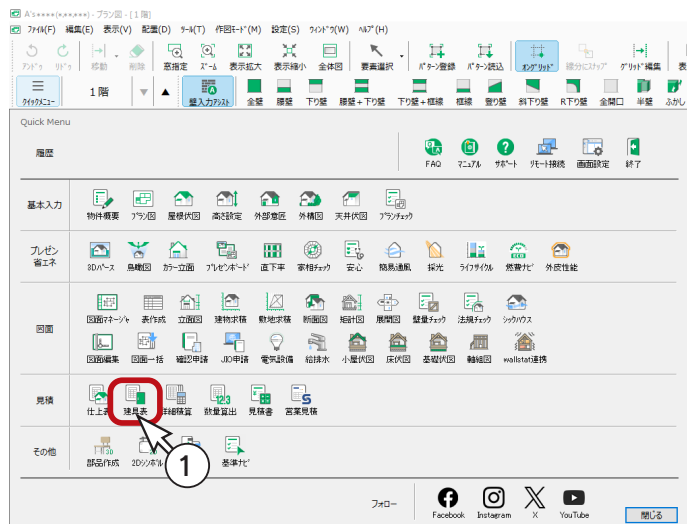 A's****(*,**,***) - プラン図 - [1階]
ﾌｧｲﾙ(F) 編集(E) 表示(V) 配置(D) ﾂｰﾙ(T) 作図ﾓｰﾄﾞ(M) 設定(S) ｳｨﾝﾄﾞｳ(W) ﾍﾙﾌﾟ(H)
ｱﾝﾄﾞｩ ﾘﾄﾞｩ 移動 削除 窓指定 ｽﾞｰﾑ 表示拡大 表示縮小 全体図 要素選択 ﾊﾟﾀｰﾝ登録 ﾊﾟﾀｰﾝ読込 ｵﾝｸﾞﾘｯﾄﾞ 線分にｽﾅｯﾌﾟ ｸﾞﾘｯﾄﾞ編集 表
ｸｲｯｸﾒﾆｭｰ 1 階 ▼ ▲ 壁入力ｱｼｽﾄ 全壁 腰壁 下り壁 腰壁+下り壁 下り壁+框線 框線 登り壁 斜下り壁 R下り壁 全開口 半壁 ふかし
Quick Menu
履歴 FAQ ﾏﾆｭｱﾙ ｻﾎﾟｰﾄ ﾘﾓｰﾄ接続 画面設定 終了
基本入力 物件概要 ﾌﾟﾗﾝ図 屋根伏図 高さ設定 外部意匠 外構図 天井伏図 ﾌﾟﾗﾝﾁｪｯｸ
プレゼン
省エネ 3Dﾊﾟｰｽ 鳥瞰図 ｶﾗｰ立面 ﾌﾟﾚｾﾞﾝﾎﾞｰﾄﾞ 直下率 家相ﾁｪｯｸ 安心 簡易通風 採光 ﾗｲﾌｻｲｸﾙ 燃費ﾅﾋﾞ 外皮性能
図面 図面ﾏﾈｰｼﾞｬ 表作成 立面図 建物求積 敷地求積 断面図 矩計図 展開図 壁量ﾁｪｯｸ 法規ﾁｪｯｸ ｼｯｸﾊｳｽ
図面編集 図面一括 確認申請 JIO申請 電気設備 給排水 小屋伏図 床伏図 基礎伏図 軸組図 wallstat連携
見積 仕上表 建具表 詳細積算 数量算出 見積書 営業見積
その他 部品作成 2Dｼﾝﾎﾞﾙ 基準ﾅﾋﾞ
1
ﾌｫﾛｰ Facebook Instagram X YouTube 閉じる